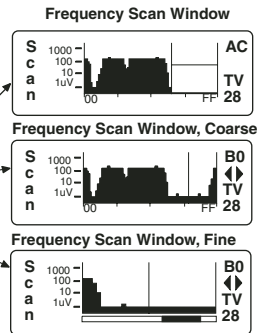 Frequency Scan Window
S
c
a
n
1000
100
10
1uV
00
FF
AC
TV
28
Frequency Scan Window, Coarse
S
c
a
n
1000
100
10
1uV
00
FF
B0
TV
28
Frequency Scan Window, Fine
S
c
a
n
1000
100
10
1uV
B0
TV
28